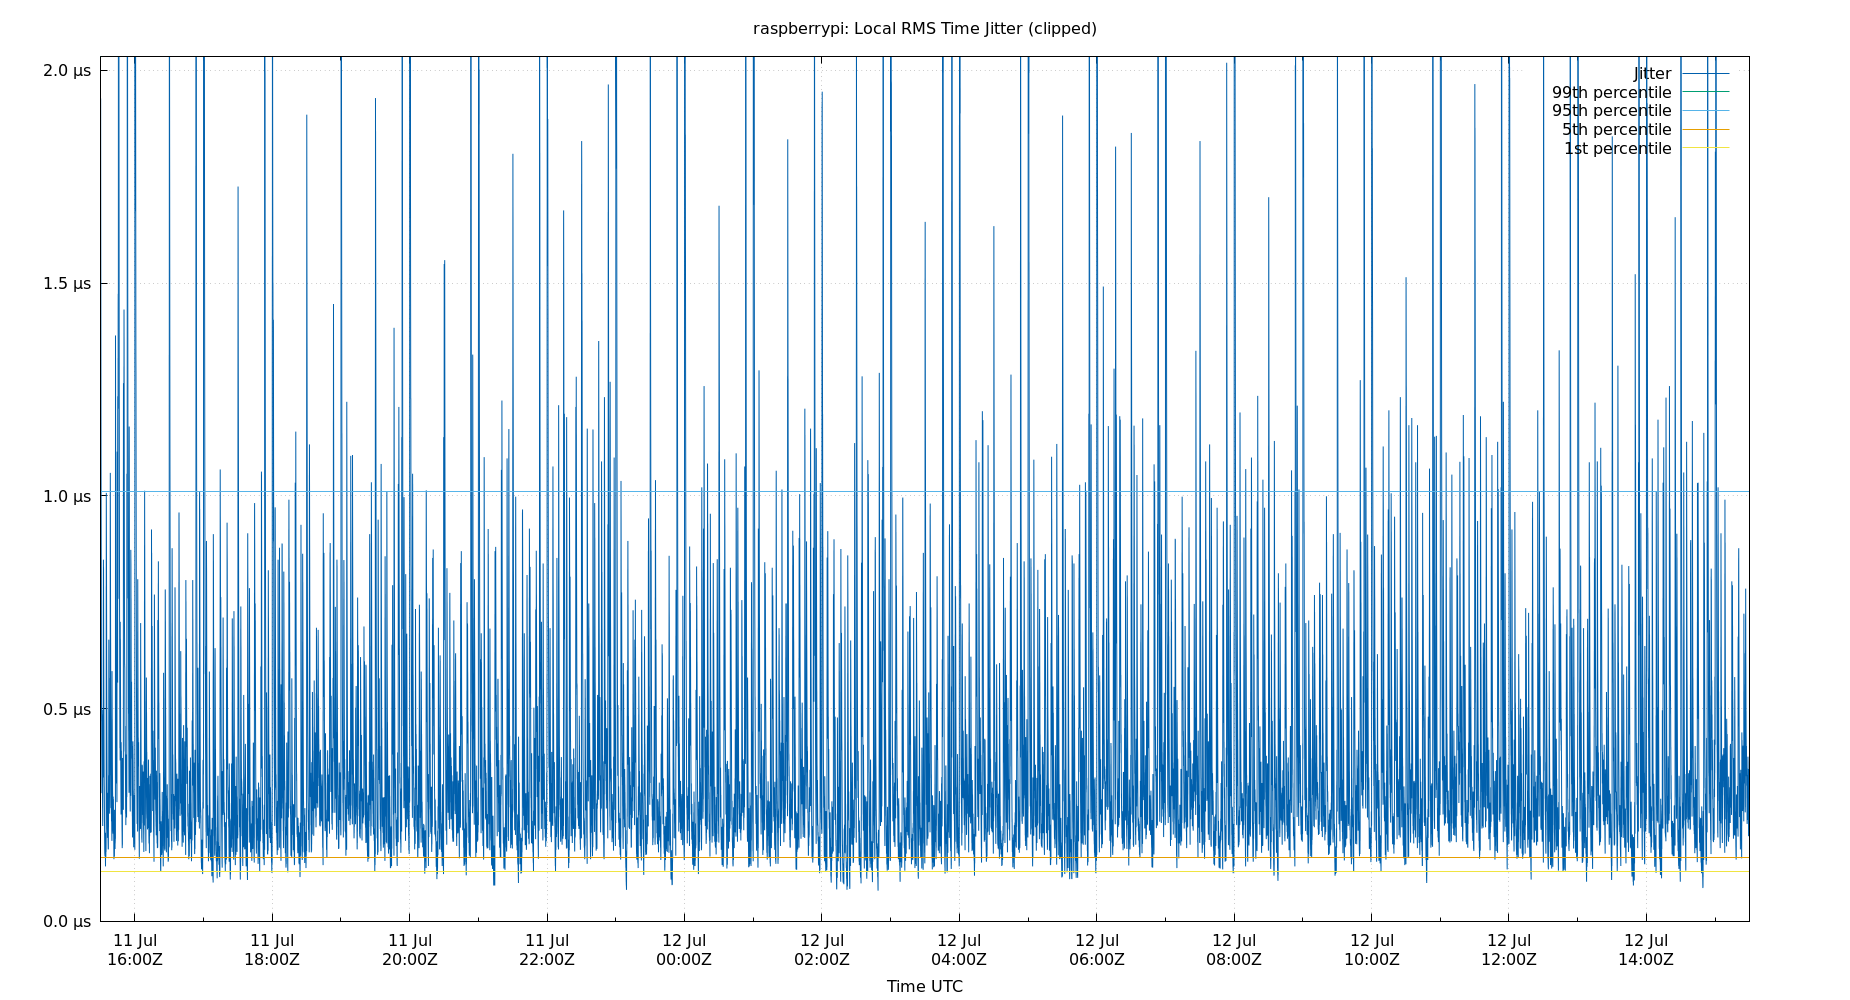 raspberrypi: Local RMS Time Jitter (clipped)
2.0 µs
1.5 µs
1.0 µs
0.5 µs
0.0 µs
Jitter
99th percentile
95th percentile
5th percentile
1st percentile
11 Jul 11 Jul 11 Jul 11 Jul 12 Jul 12 Jul 12 Jul 12 Jul 12 Jul 12 Jul 12 Jul 12 Jul
16:00Z 18:00Z 20:00Z 22:00Z 00:00Z 02:00Z 04:00Z 06:00Z 08:00Z 10:00Z 12:00Z 14:00Z
Time UTC